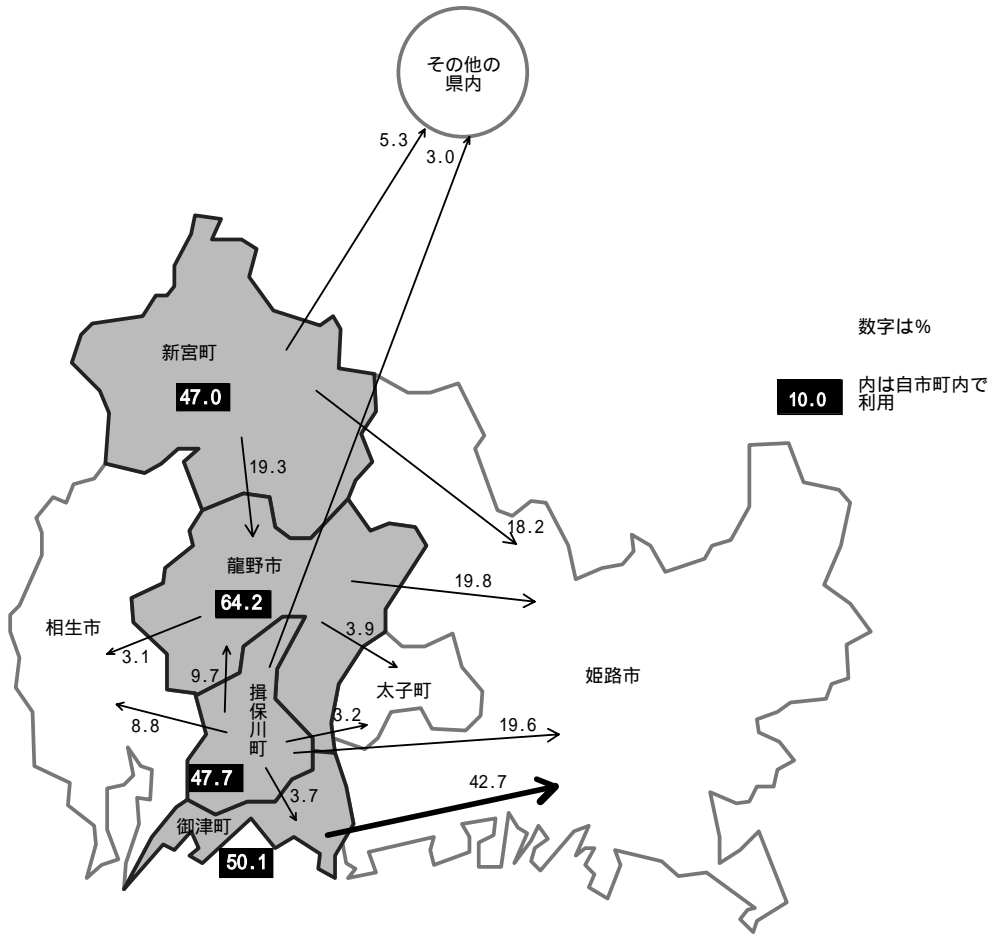 その他の
県内
5.3
3.0
数字は%
新宮町
47.0
10.0
内は自市町内で
利用
19.3
18.2
龍野市
19.8
64.2
相生市
3.9
3.1
9.7
太子町
姫路市
揖保川町
3.2
8.8
19.6
47.7
3.7
42.7
御津町
50.1